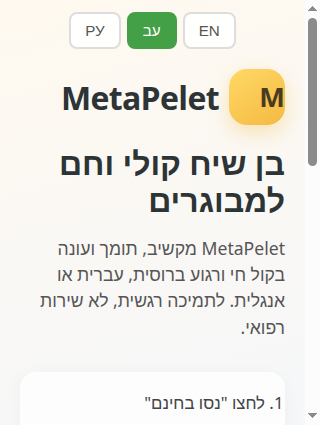 РУ
עב
EN
M
MetaPelet
בן שיח קולי וחם
למבוגרים
MetaPelet מקשיב, תומך ועונה
בקול חי ורגוע ברוסית, עברית או
אנגלית. לתמיכה רגשית, לא שירות
רפואי.
1. לחצו "נסו בחינם"